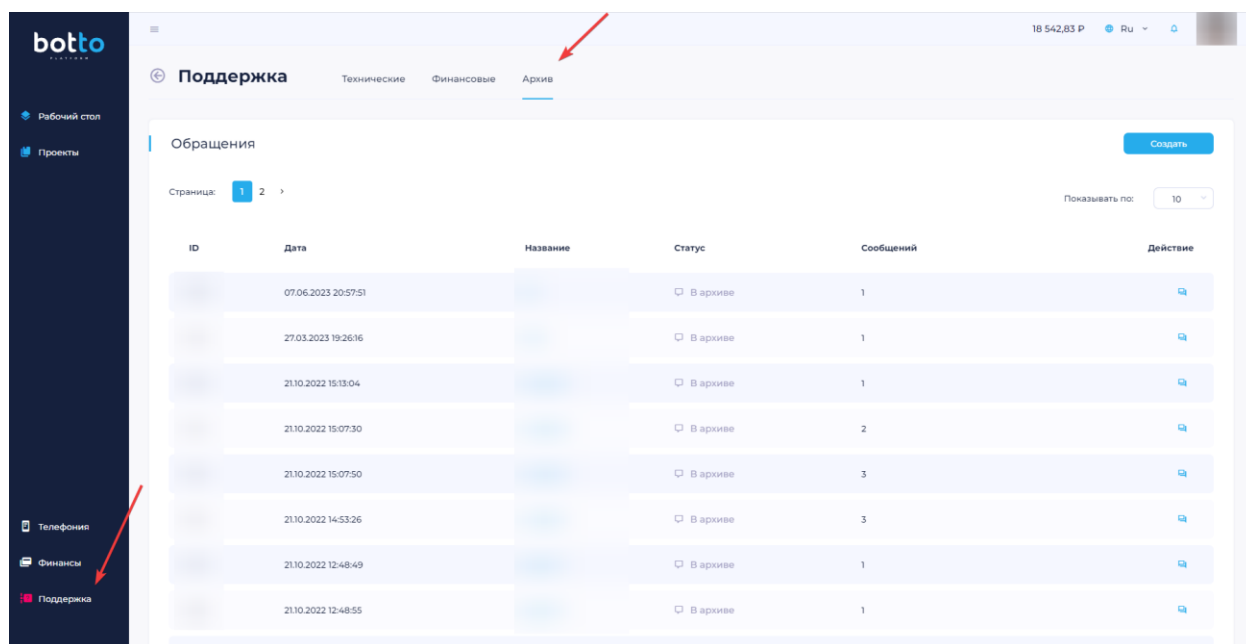 botto
PLATFORM
18 542,83 ₽ Ru
Поддержка Технические Финансовые Архив
Рабочий стол
Проекты
Обращения Создать
Страница: 1 2 > Показывать по: 10
ID Дата Название Статус Сообщений Действие
07.06.2023 20:57:51 В архиве 1
27.03.2023 19:26:16 В архиве 1
21.10.2022 15:13:04 В архиве 1
21.10.2022 15:07:30 В архиве 2
21.10.2022 15:07:50 В архиве 3
21.10.2022 14:53:26 В архиве 3
21.10.2022 12:48:49 В архиве 1
21.10.2022 12:48:55 В архиве 1
Телефония
Финансы
Поддержка